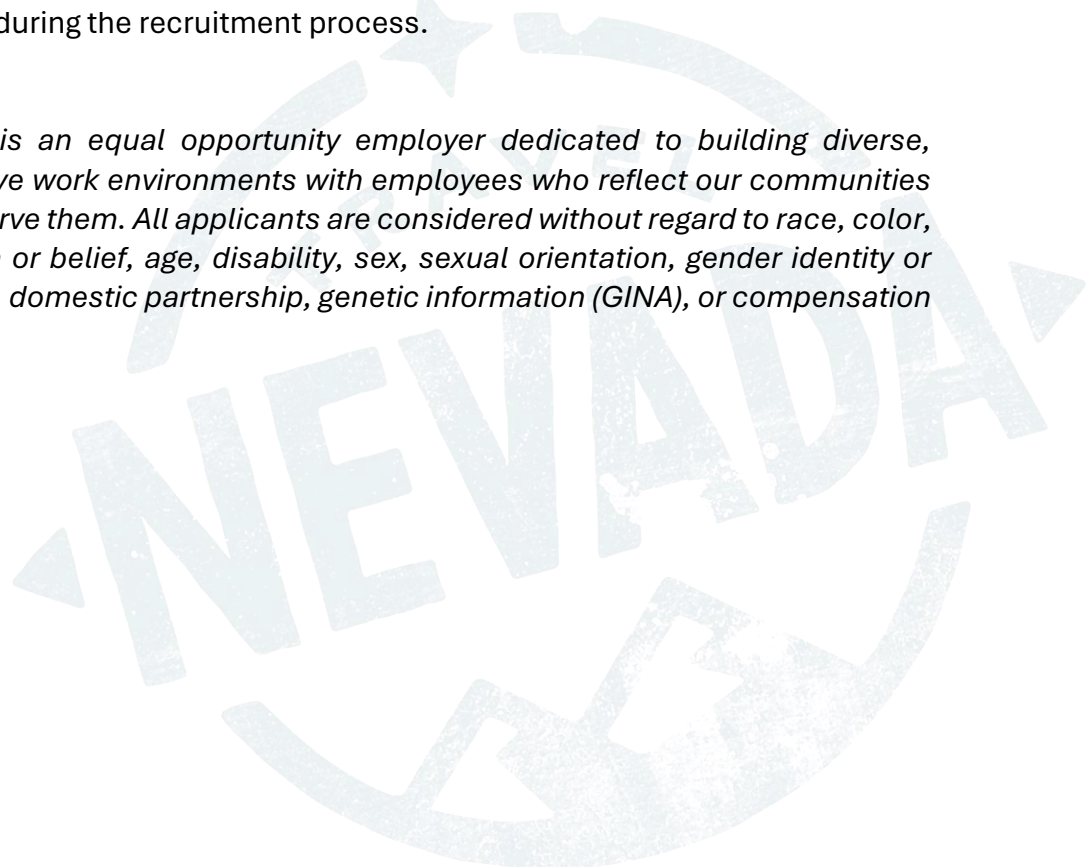 during the recruitment process.
is an equal opportunity employer dedicated to building diverse,
work environments with employees who reflect our communities
them. All applicants are considered without regard to race, color,
or belief, age, disability, sex, sexual orientation, gender identity or
domestic partnership, genetic information (GINA), or compensation
TRAVEL
NEVADA